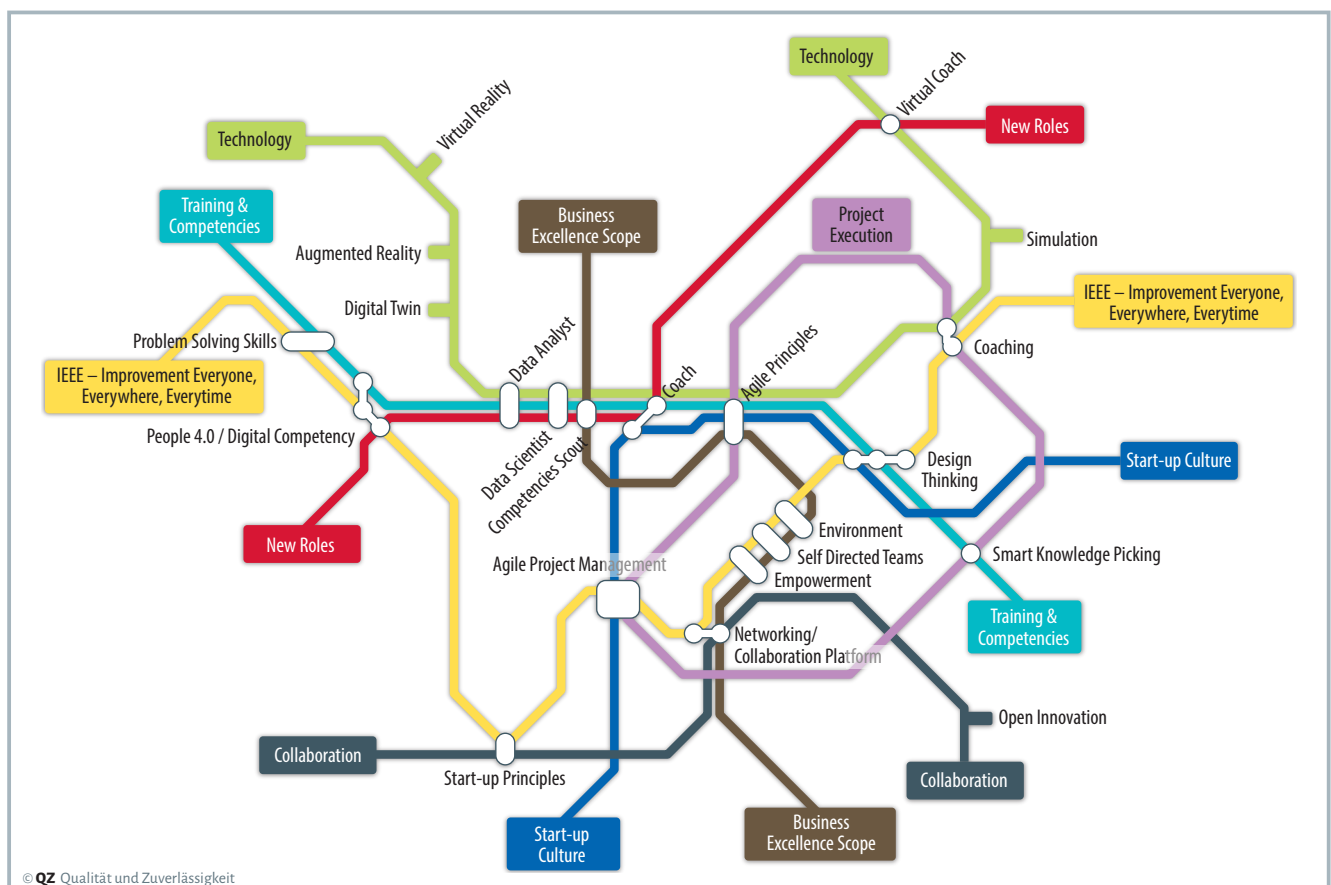 Technology
Virtual Coach
New Roles
Virtual Reality
Technology
Training &
Competencies
Business
Excellence Scope
Project
Execution
Simulation
Augmented Reality
IEEE – Improvement Everyone,
Everywhere, Everytime
Digital Twin
Data Analyst
Agile Principles
Problem Solving Skills
Coaching
Coach
IEEE – Improvement Everyone,
Everywhere, Everytime
People 4.0 / Digital Competency
Data Scientist
Competencies Scout
Design
Thinking
Start-up Culture
New Roles
Environment
Self Directed Teams
Empowerment
Agile Project Management
Smart Knowledge Picking
Training &
Competencies
Networking/
Collaboration Platform
Open Innovation
Collaboration
Start-up Principles
Collaboration
Start-up
Culture
Business
Excellence Scope
© QZ Qualität und Zuverlässigkeit